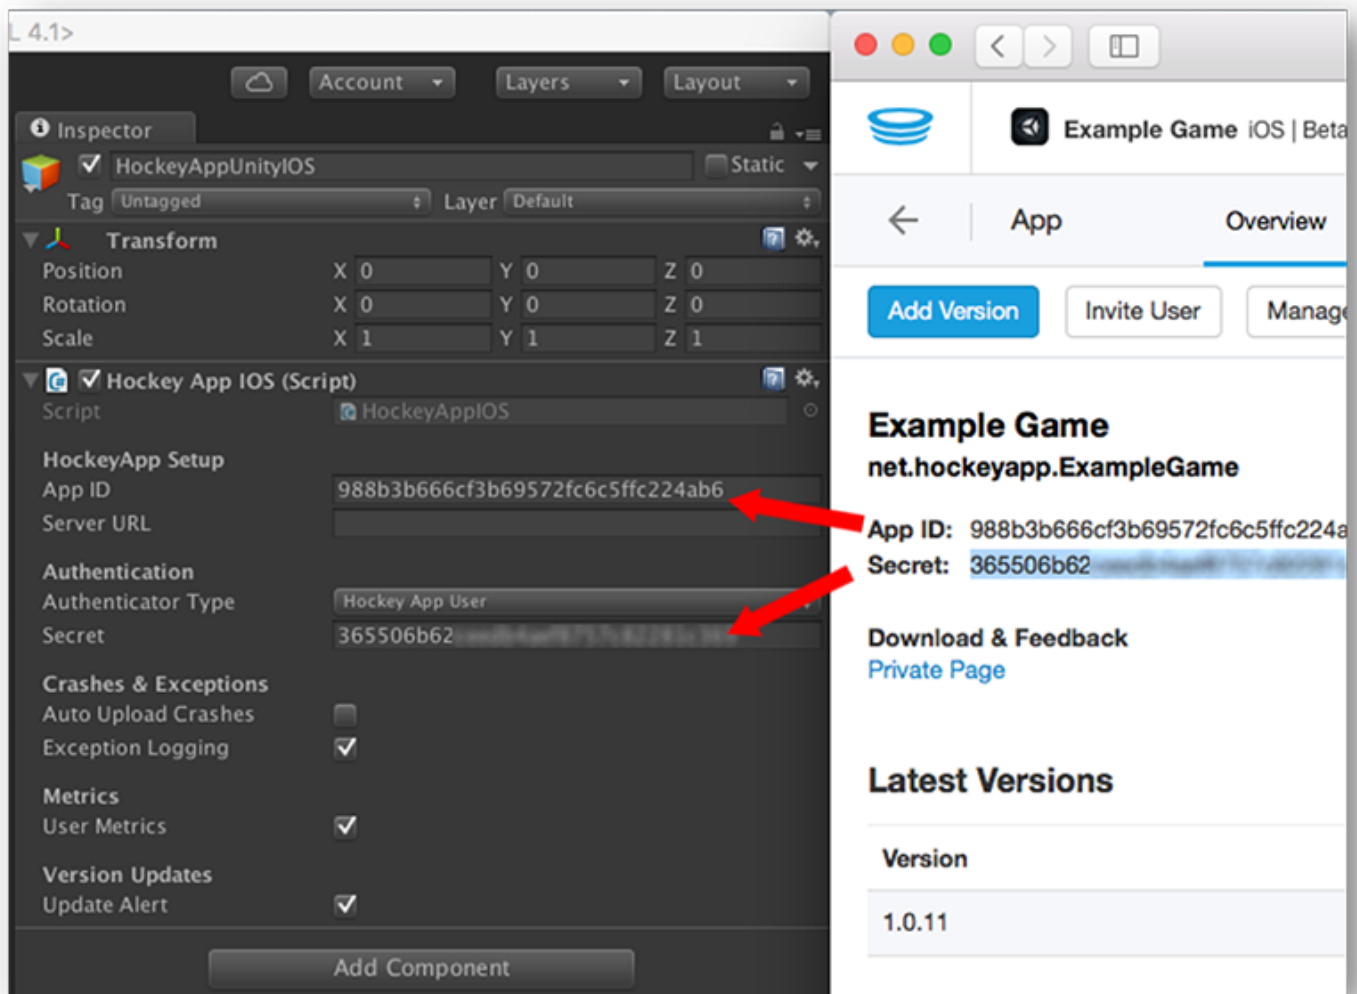 L 4.1>
Account
Layers
Layout
Inspector
HockeyAppUnityIOS
Static
Tag Untagged
Layer Default
Transform
Position X 0 Y 0 Z 0
Rotation X 0 Y 0 Z 0
Scale X 1 Y 1 Z 1
Hockey App IOS (Script)
Script HockeyAppIOS
HockeyApp Setup
App ID 988b3b666cf3b69572fc6c5ffc224ab6
Server URL
Authentication
Authenticator Type Hockey App User
Secret 365506b62
Crashes & Exceptions
Auto Upload Crashes
Exception Logging
Metrics
User Metrics
Version Updates
Update Alert
Add Component
Example Game iOS | Beta
App
Overview
Add Version
Invite User
Manage
Example Game
net.hockeyapp.ExampleGame
App ID: 988b3b666cf3b69572fc6c5ffc224a
Secret: 365506b62
Download & Feedback
Private Page
Latest Versions
Version
1.0.11